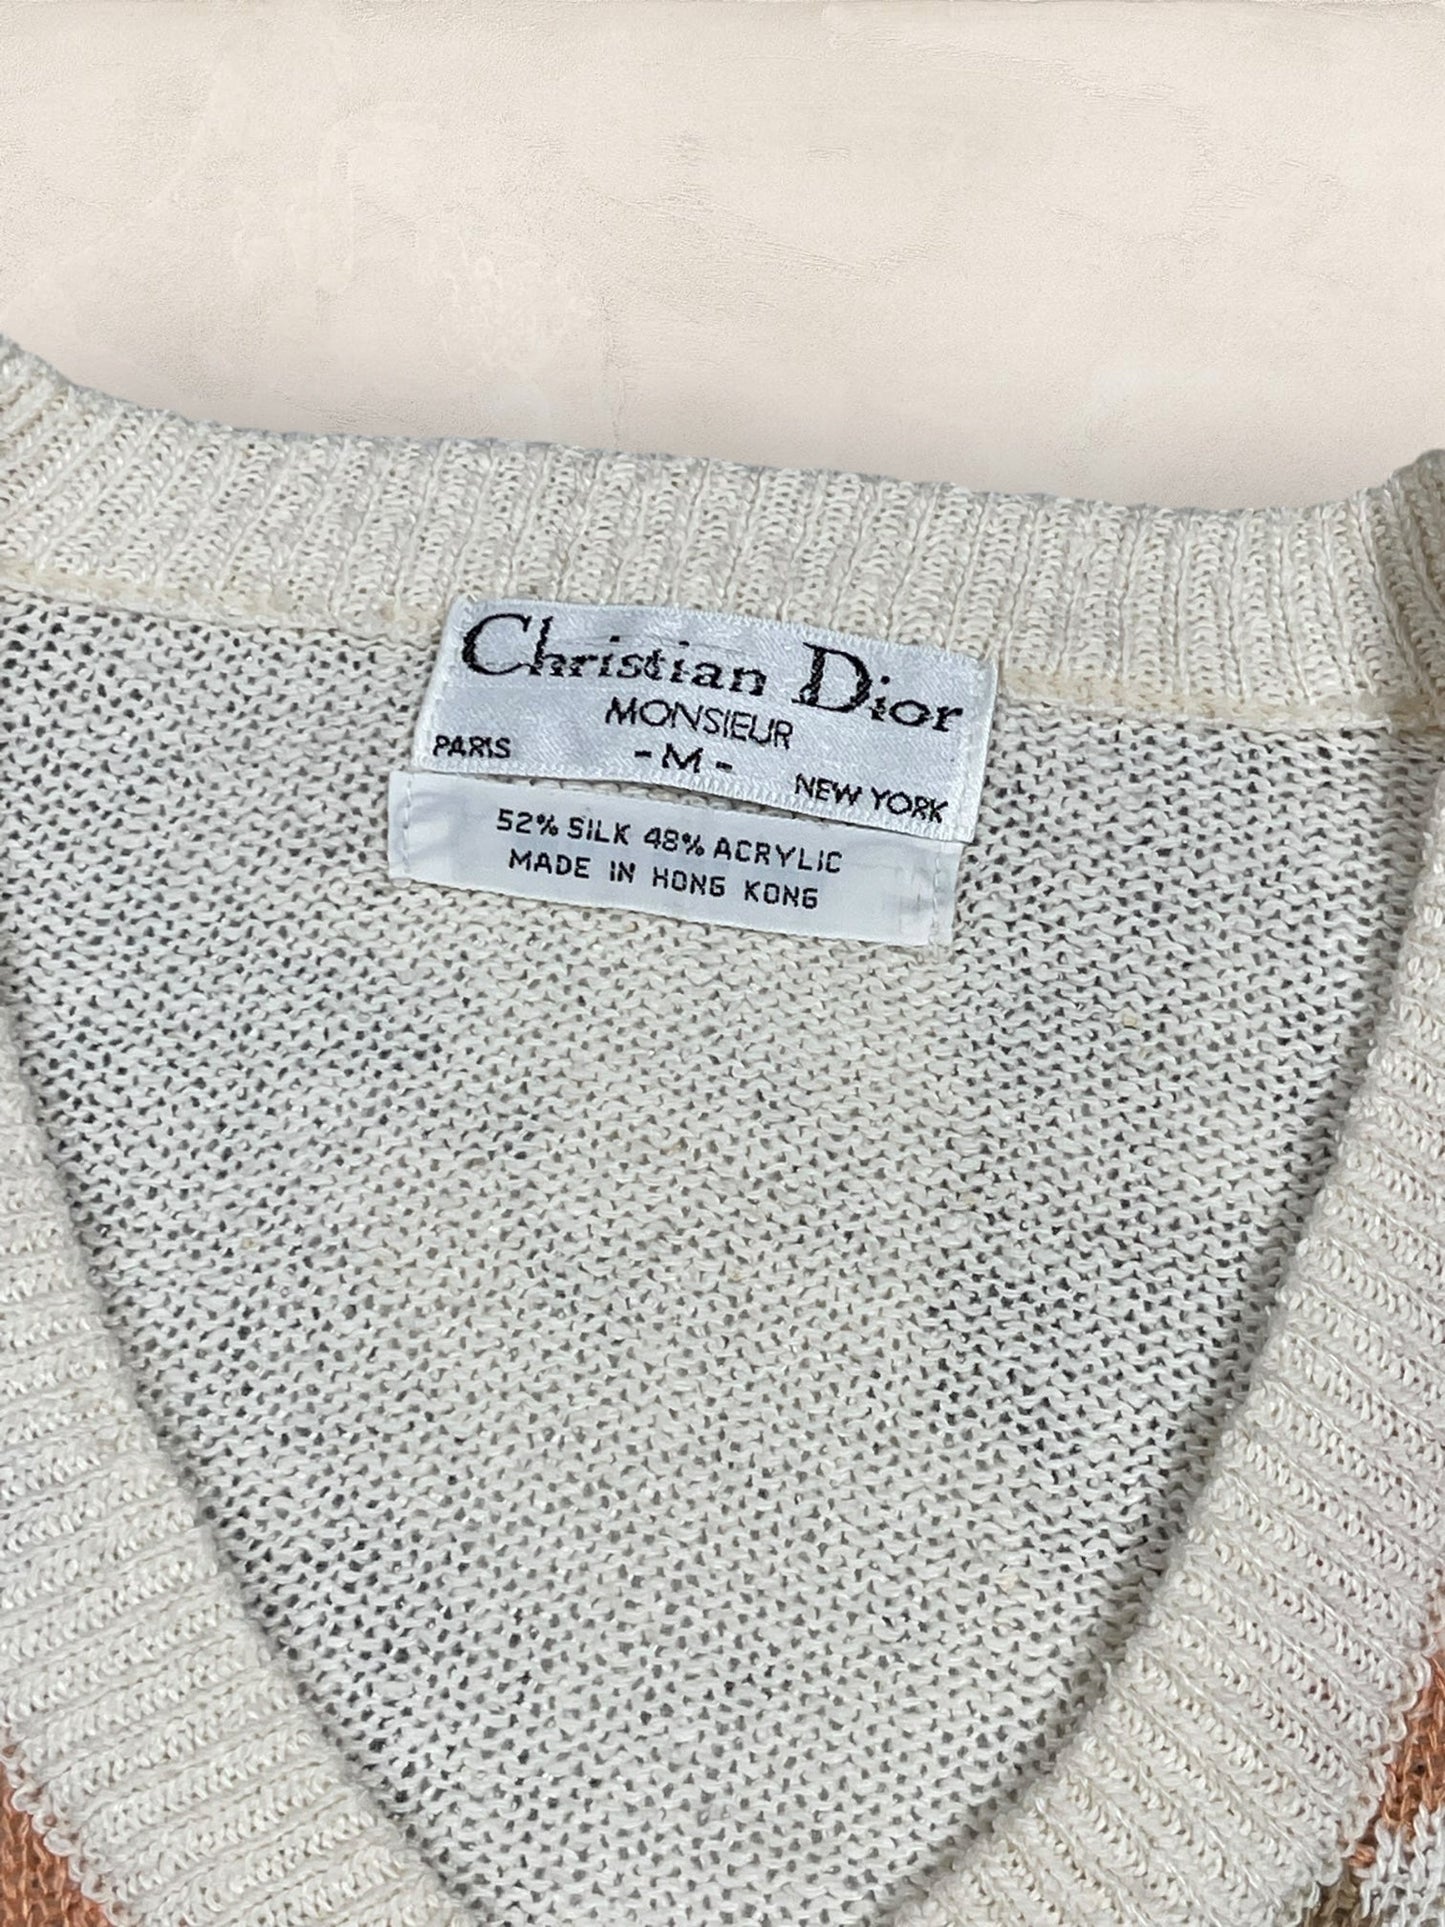 Christian Dior
MONSIEUR
PARIS - M - NEW YORK
52% SILK 48% ACRYLIC
MADE IN HONG KONG